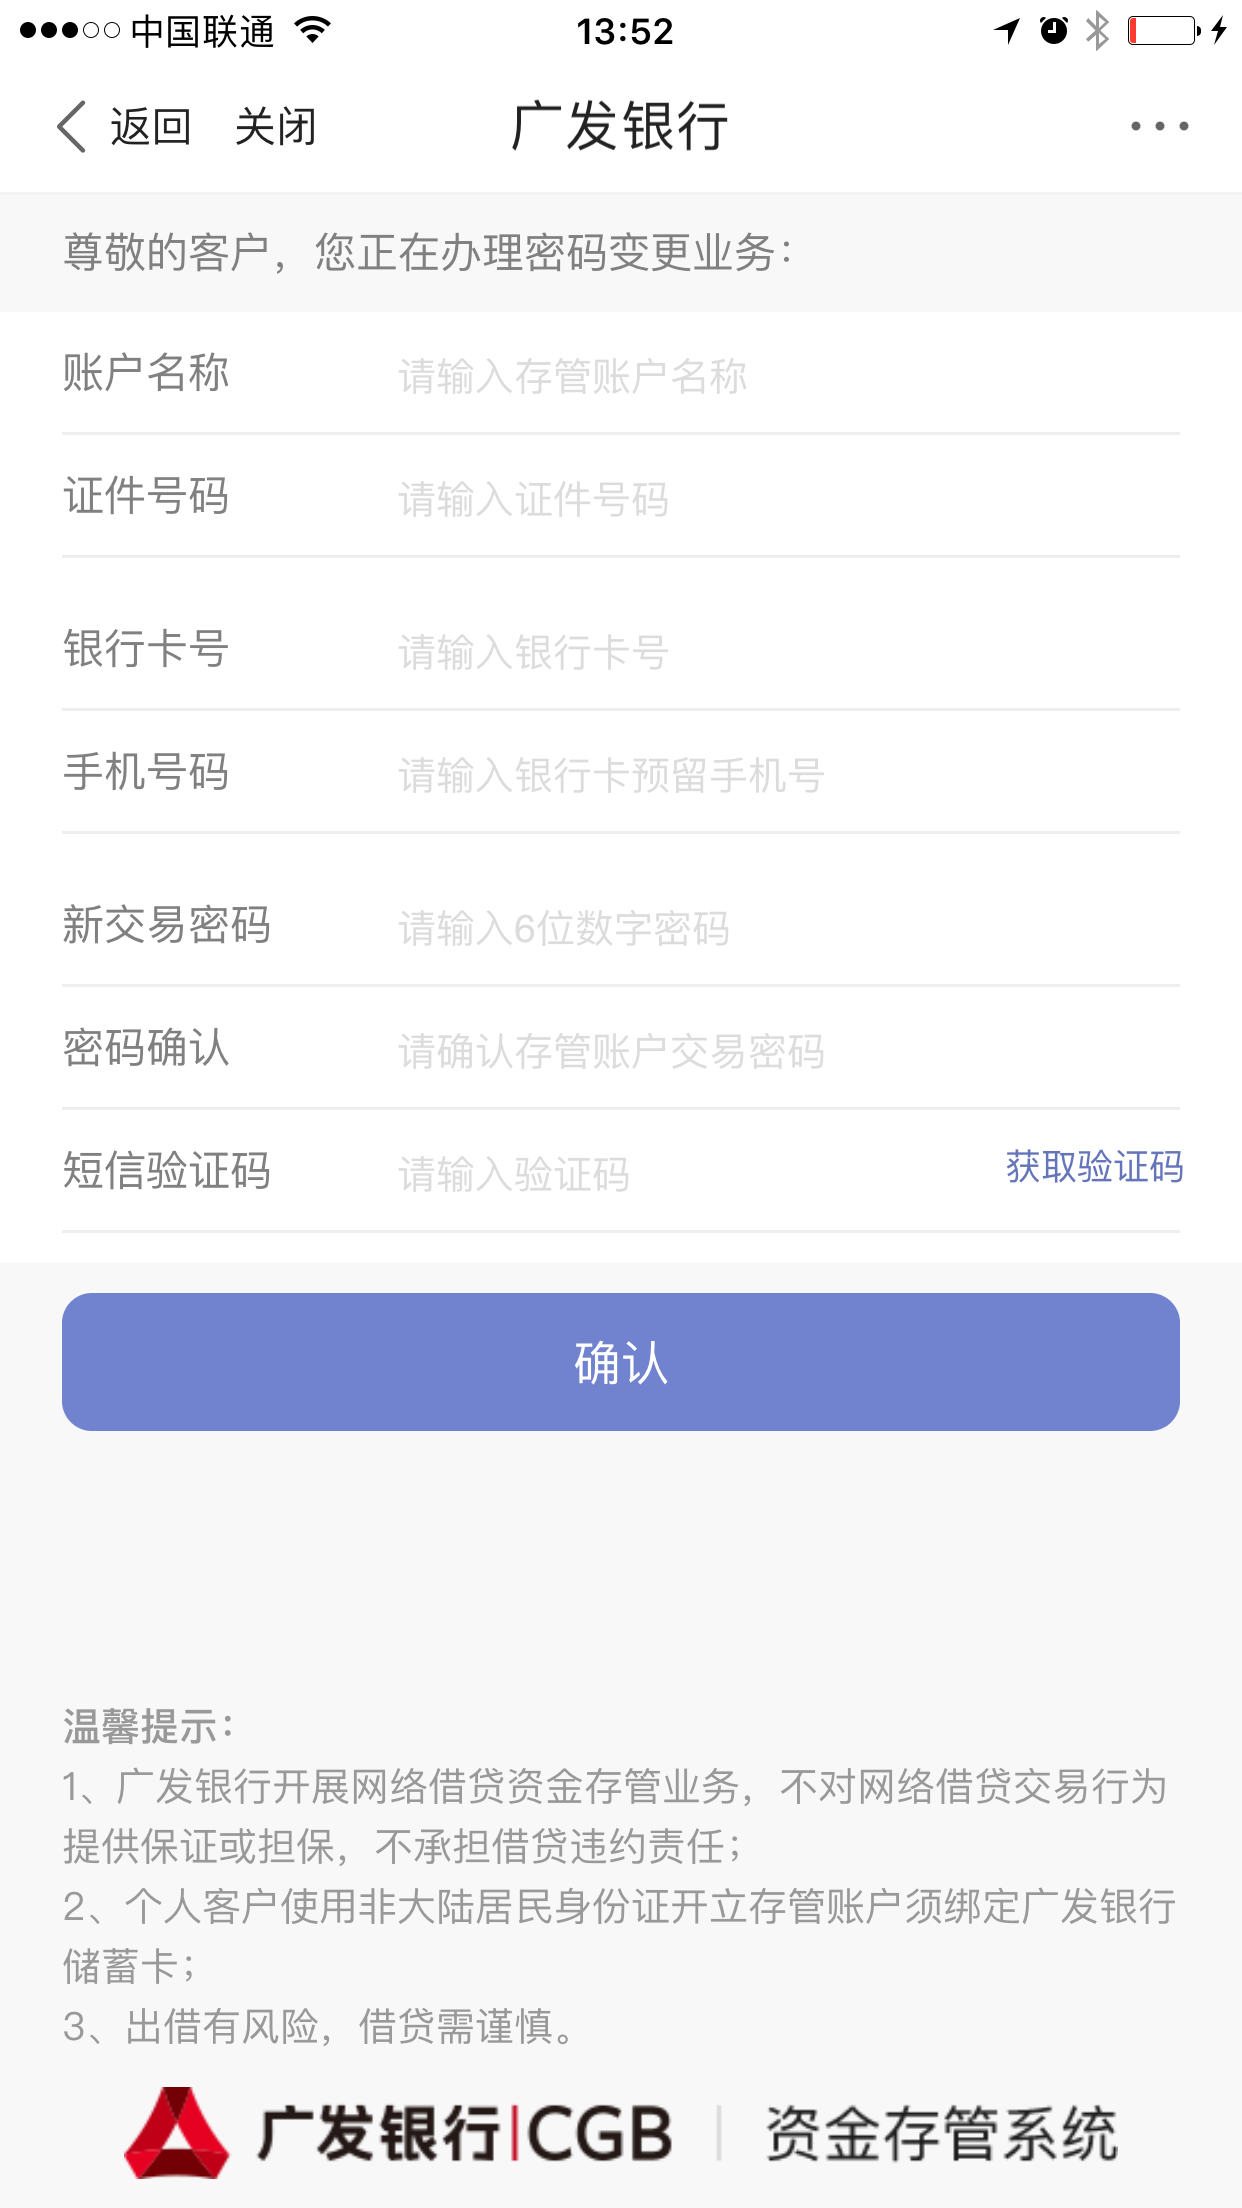 中国联通 13:52
返回 关闭 广发银行
尊敬的客户，您正在办理密码变更业务：
账户名称 请输入存管账户名称
证件号码 请输入证件号码
银行卡号 请输入银行卡号
手机号码 请输入银行卡预留手机号
新交易密码 请输入6位数字密码
密码确认 请确认存管账户交易密码
短信验证码 请输入验证码 获取验证码
确认
温馨提示：
1、广发银行开展网络借贷资金存管业务，不对网络借贷交易行为
提供保证或担保，不承担借贷违约责任；
2、个人客户使用非大陆居民身份证开立存管账户须绑定广发银行
储蓄卡；
3、出借有风险，借贷需谨慎。
广发银行|CGB | 资金存管系统